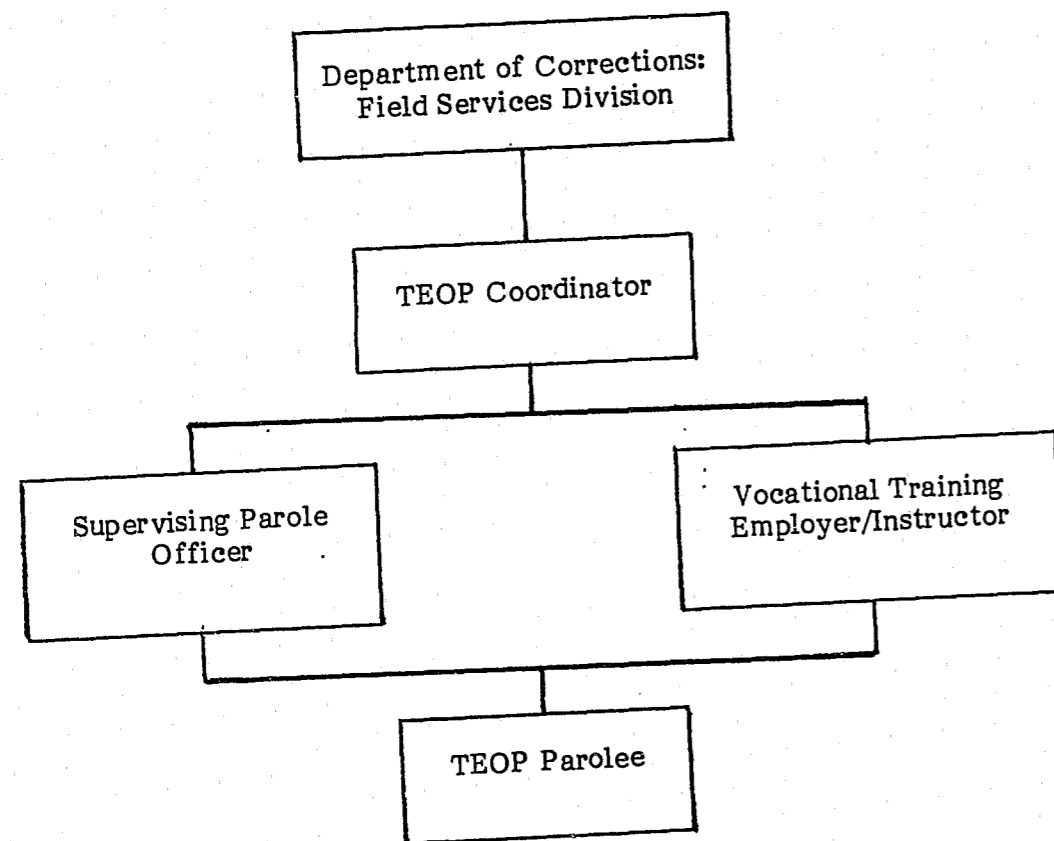 Department of Corrections:
Field Services Division
TEOP Coordinator
Supervising Parole
Officer
Vocational Training
Employer/Instructor
TEOP Parolee